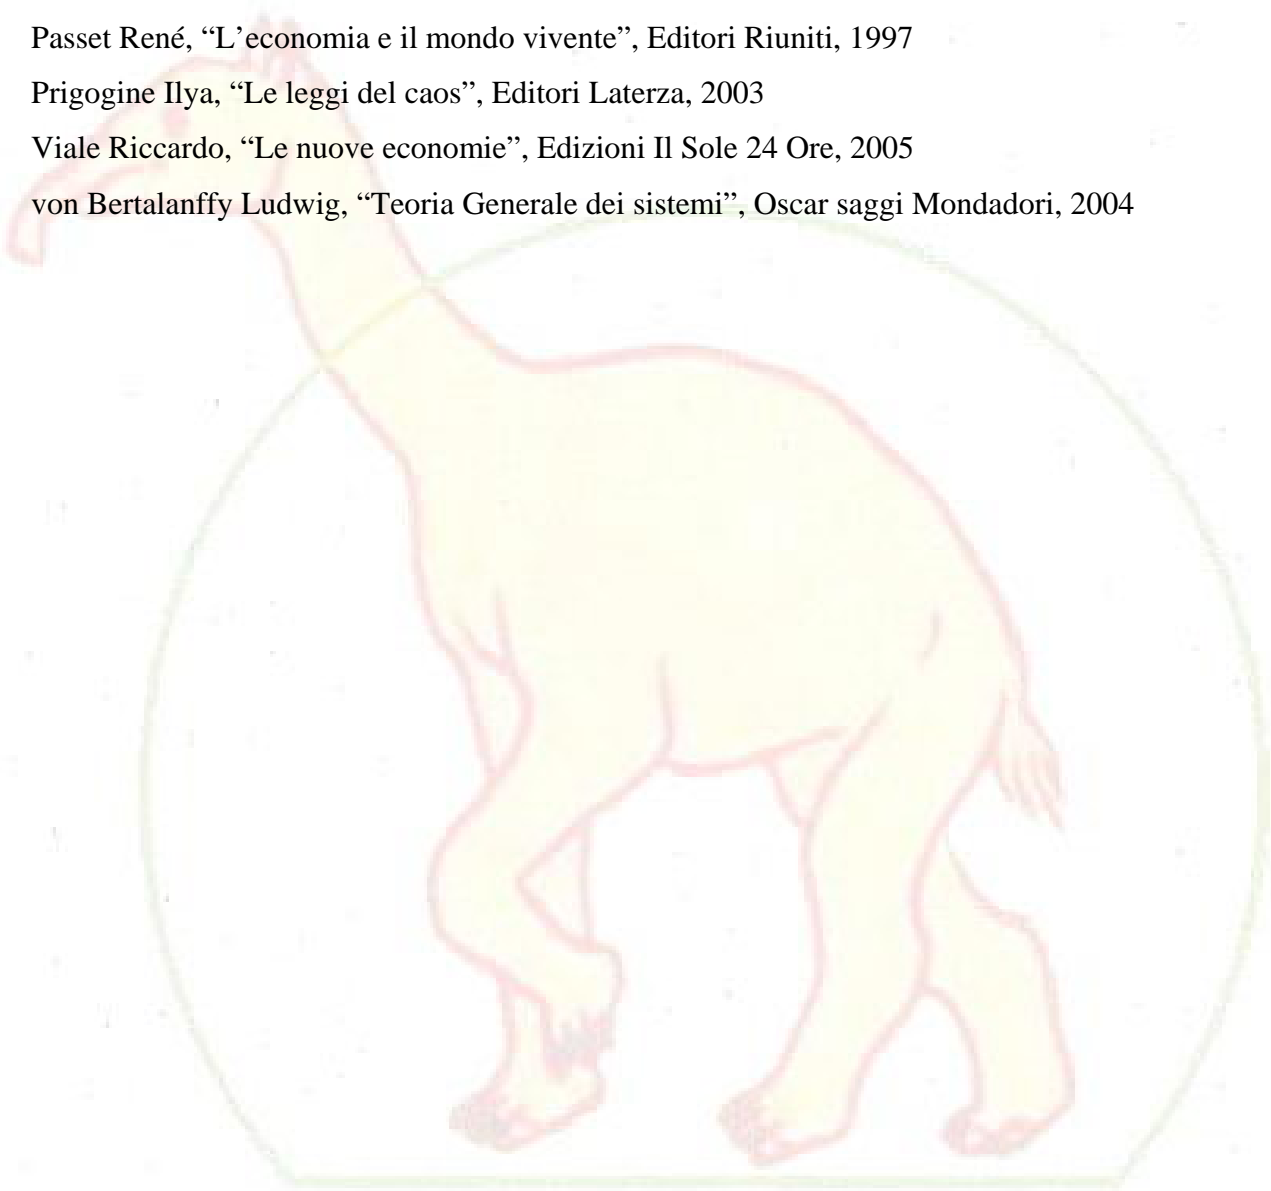 Passet René, “L’economia e il mondo vivente”, Editori Riuniti, 1997
Prigogine Ilya, “Le leggi del caos”, Editori Laterza, 2003
Viale Riccardo, “Le nuove economie”, Edizioni Il Sole 24 Ore, 2005
von Bertalanffy Ludwig, “Teoria Generale dei sistemi”, Oscar saggi Mondadori, 2004